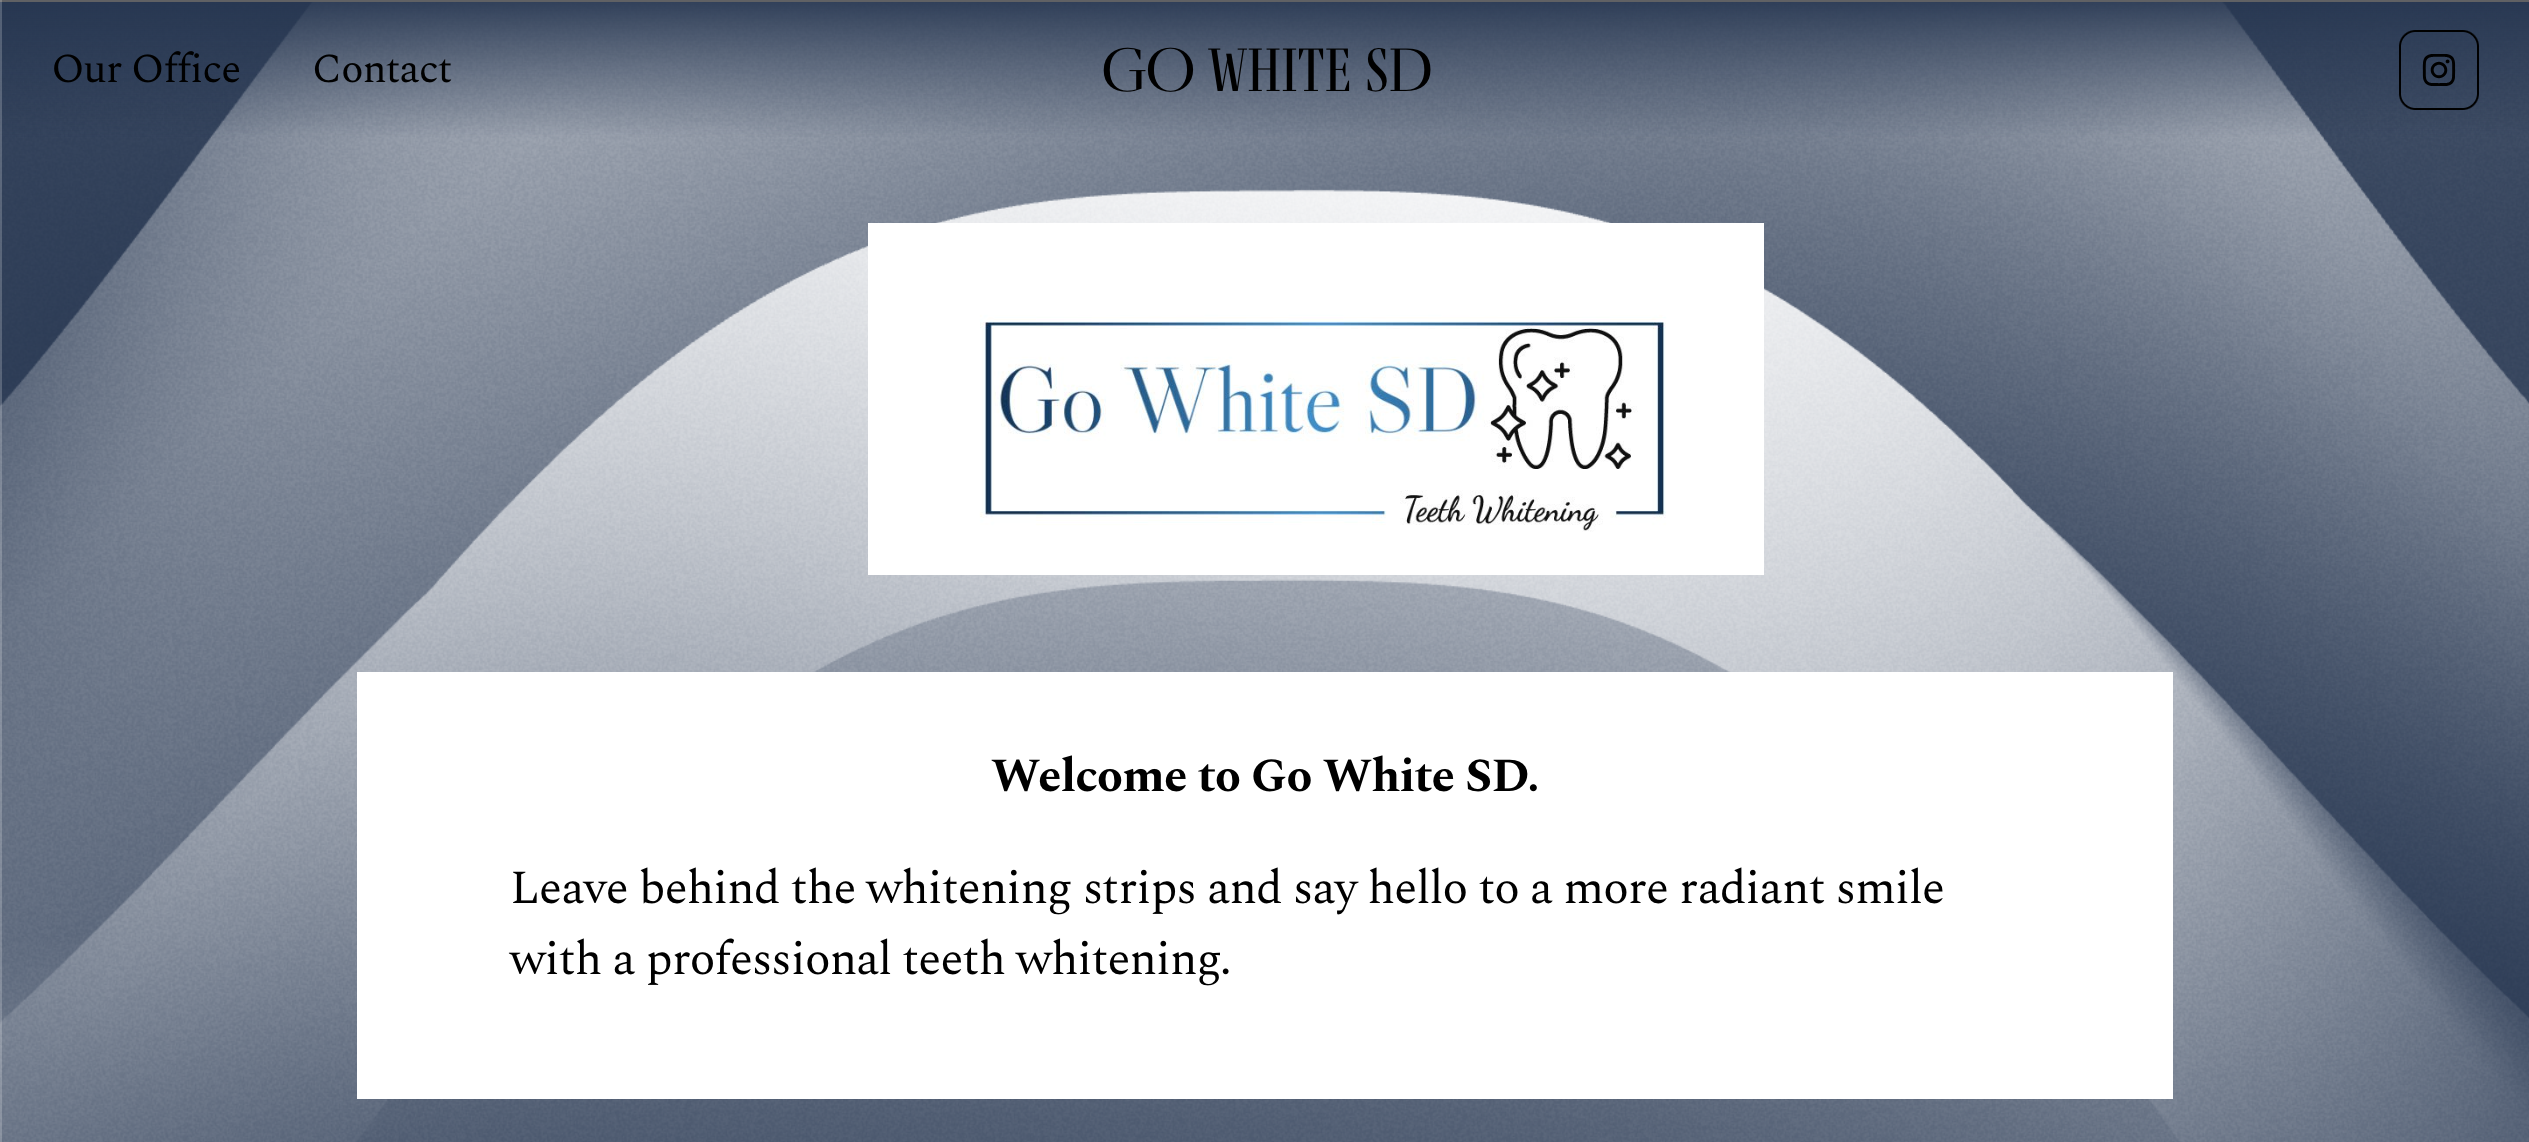 Our Office
Contact
GO WHITE SD
Go White SD
Teeth Whitening
Welcome to Go White SD.
Leave behind the whitening strips and say hello to a more radiant smile
with a professional teeth whitening.